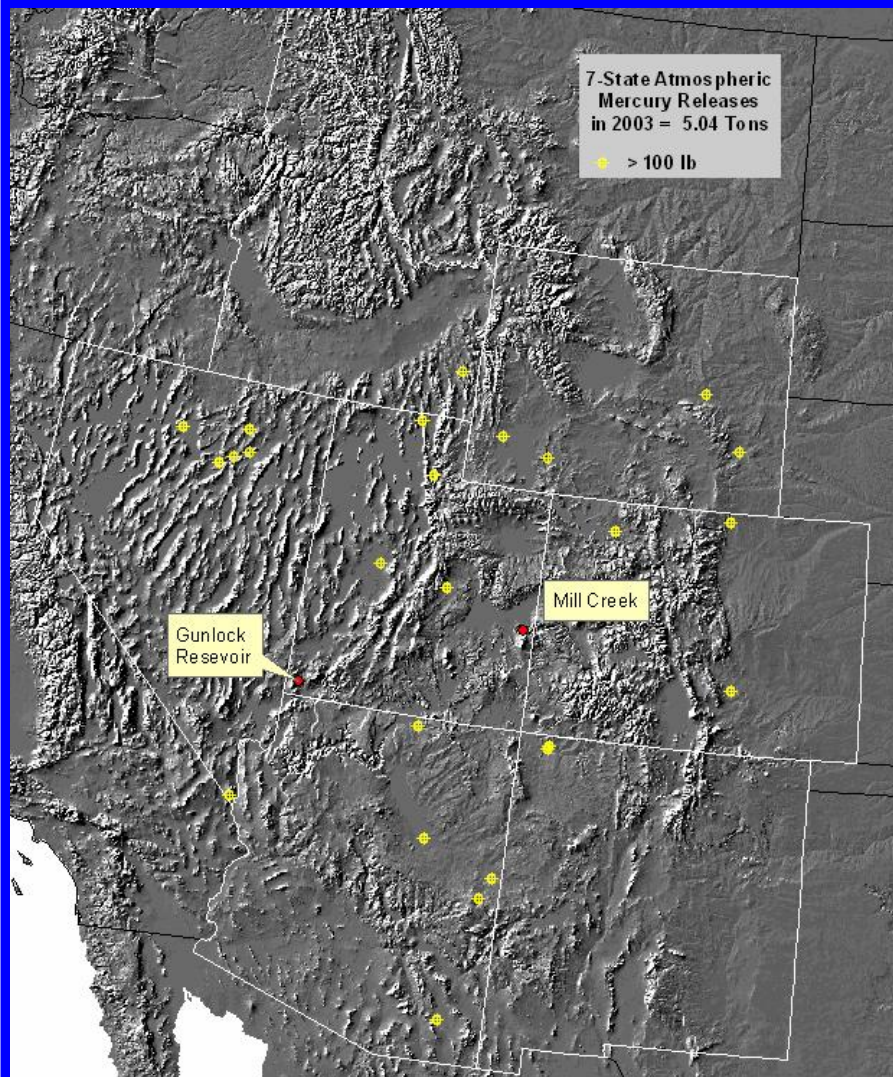 7-State Atmospheric
Mercury Releases
in 2003 = 5.04 Tons
> 100 lb
Mill Creek
Gunlock
Resevoir